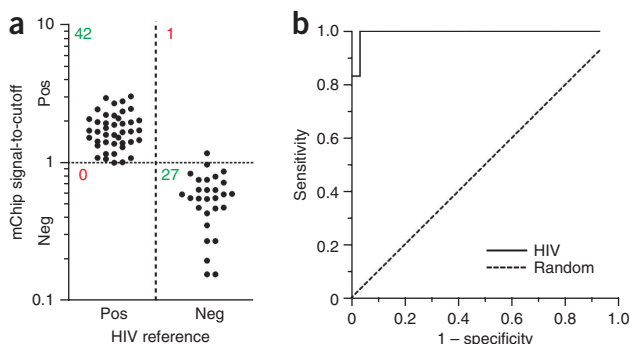 a
10
42
1
Pos
mChip signal-to-cutoff
1
0
27
Neg
0.1
Pos
Neg
HIV reference
b
1.0
0.8
0.6
0.4
0.2
0
Sensitivity
HIV
Random
0
0.2
0.4
0.6
0.8
1.0
1 – specificity